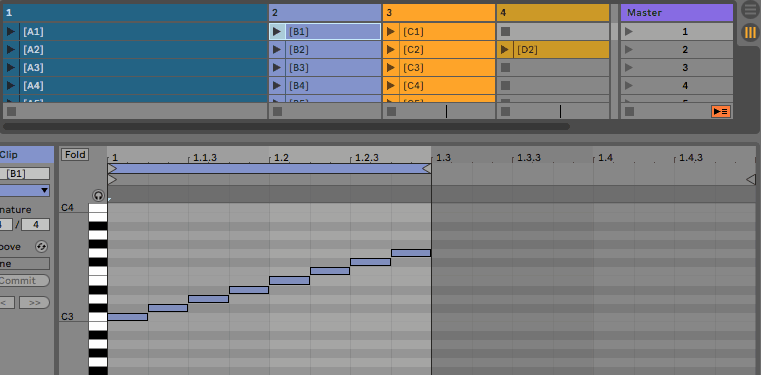 1 2 3 4 Master
[A1] [B1] [C1] 1
[A2] [B2] [C2] [D2] 2
[A3] [B3] [C3] 3
[A4] [B4] [C4] 4
Clip Fold 1 1.1.3 1.2 1.2.3 1.3 1.3.3 1.4 1.4.3
[B1]
nature C4
/ 4
oove
ne
Commit
< >> C3